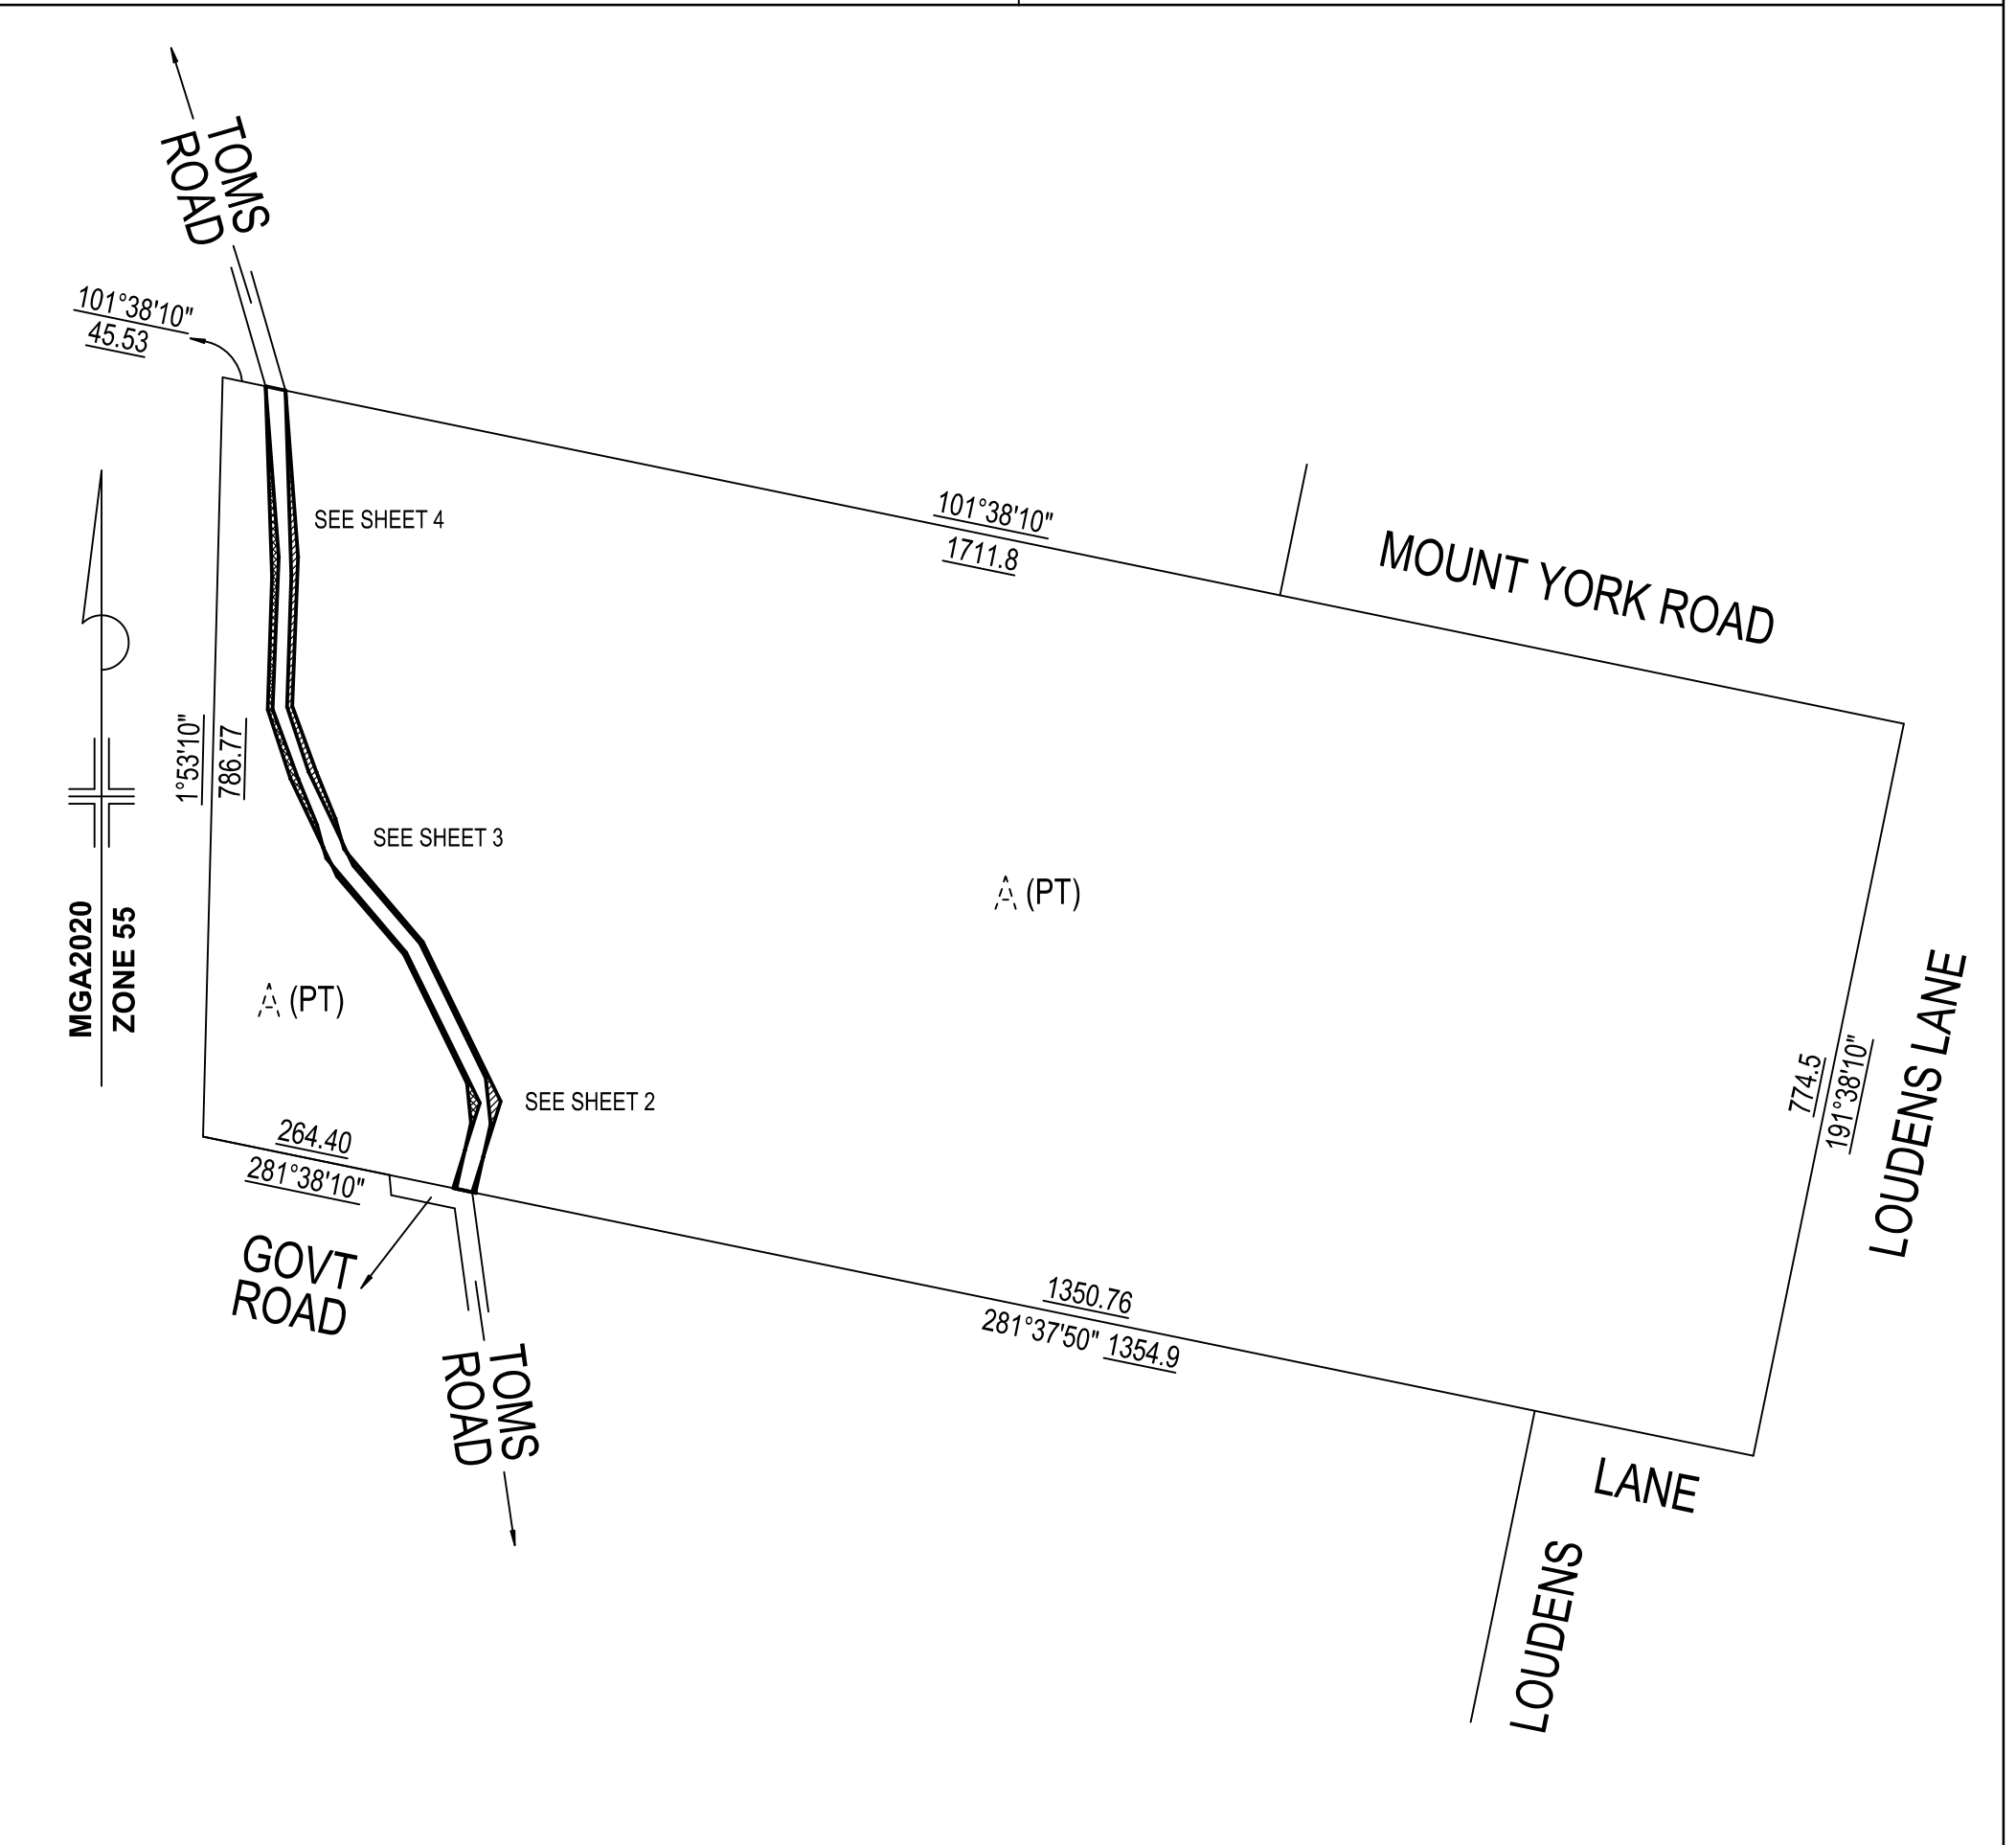 TOMS
ROAD
101°38'10"
45.53
SEE SHEET 4
101°38'10"
1711.8
MOUNT YORK ROAD
1°53'10"
786.77
SEE SHEET 3
A (PT)
MGA2020
ZONE 55
A (PT)
SEE SHEET 2
774.5
191°38'10"
LOUDENS LANE
264.40
281°38'10"
GOVT
ROAD
1350.76
281°37'50" 1354.9
TOMS
ROAD
LANE
LOUDENS